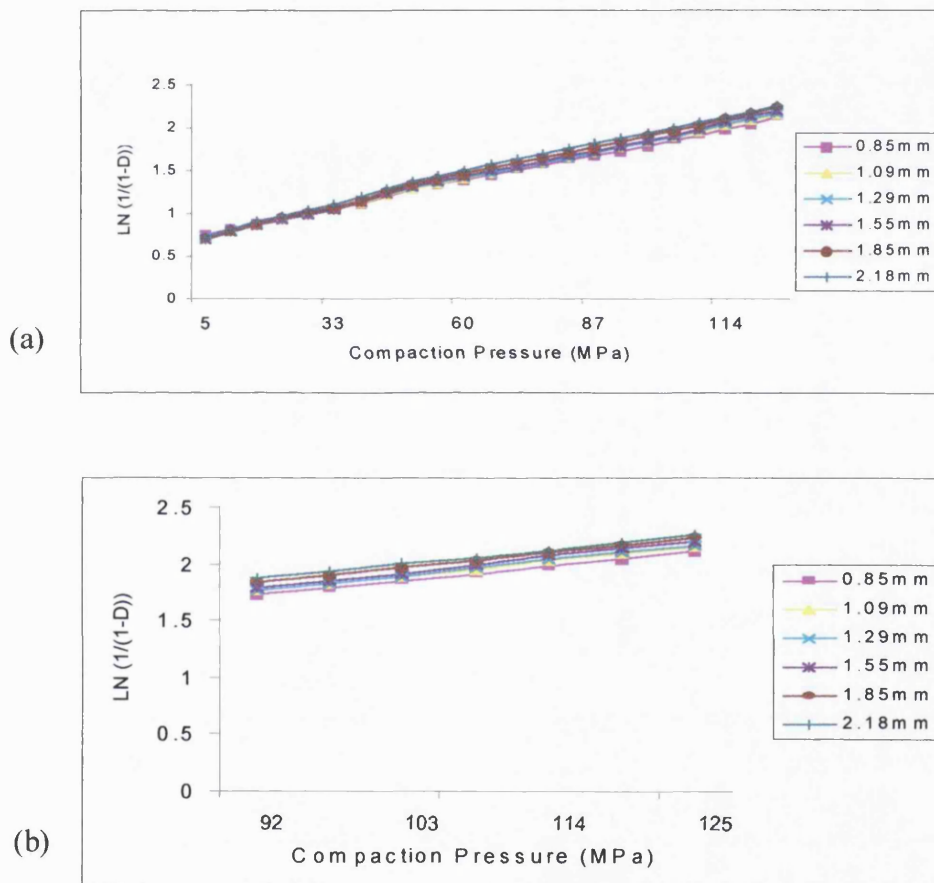 2.5
2
1.5
1
0.5
0
LN (1/(1-D))
5 33 60 87 114
Compaction Pressure (MPa)
0.85mm
1.09mm
1.29mm
1.55mm
1.85mm
2.18mm
(a)
2.5
2
1.5
1
0.5
0
LN (1/(1-D))
92 103 114 125
Compaction Pressure (MPa)
0.85mm
1.09mm
1.29mm
1.55mm
1.85mm
2.18mm
(b)